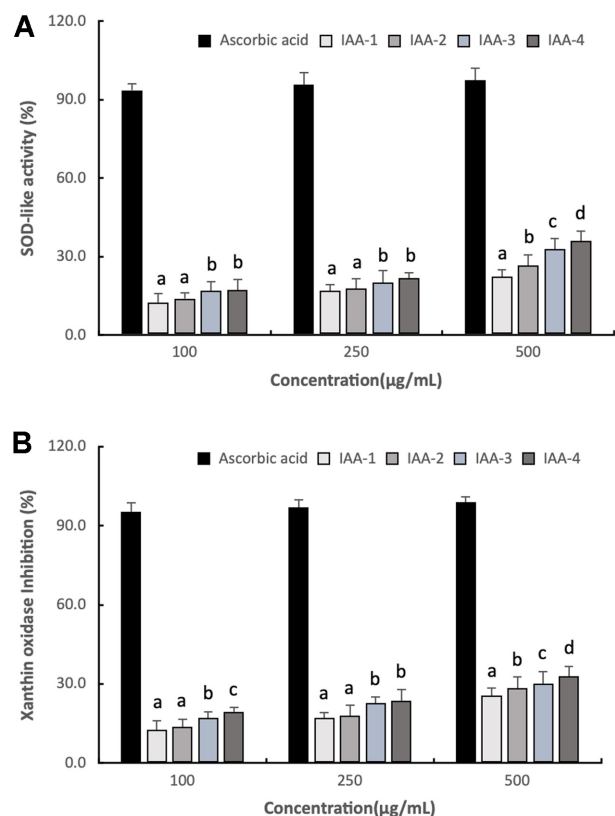 A
120.0
Ascorbic acid IAA-1 IAA-2 IAA-3 IAA-4
90.0
SOD-like activity (%)
60.0
30.0
a a b b a a b b a b c d
0.0
100 250 500
Concentration(µg/mL)
B
120.0
Ascorbic acid IAA-1 IAA-2 IAA-3 IAA-4
90.0
Xanthin oxidase Inhibition (%)
60.0
30.0
a a b c a a b b a b c d
0.0
100 250 500
Concentration(µg/mL)